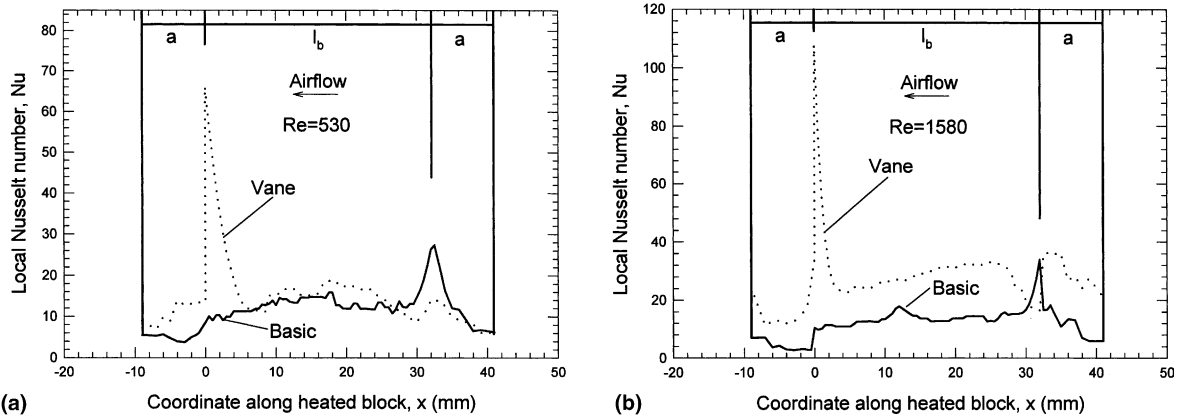 a l_b a
Airflow
Re=530
Vane
Basic
Local Nusselt number, Nu
80
70
60
50
40
30
20
10
0
-20 -10 0 10 20 30 40 50
Coordinate along heated block, x (mm)
(a)
a l_b a
Airflow
Re=1580
Vane
Basic
Local Nusselt number, Nu
120
100
80
60
40
20
0
-20 -10 0 10 20 30 40 50
Coordinate along heated block, x (mm)
(b)